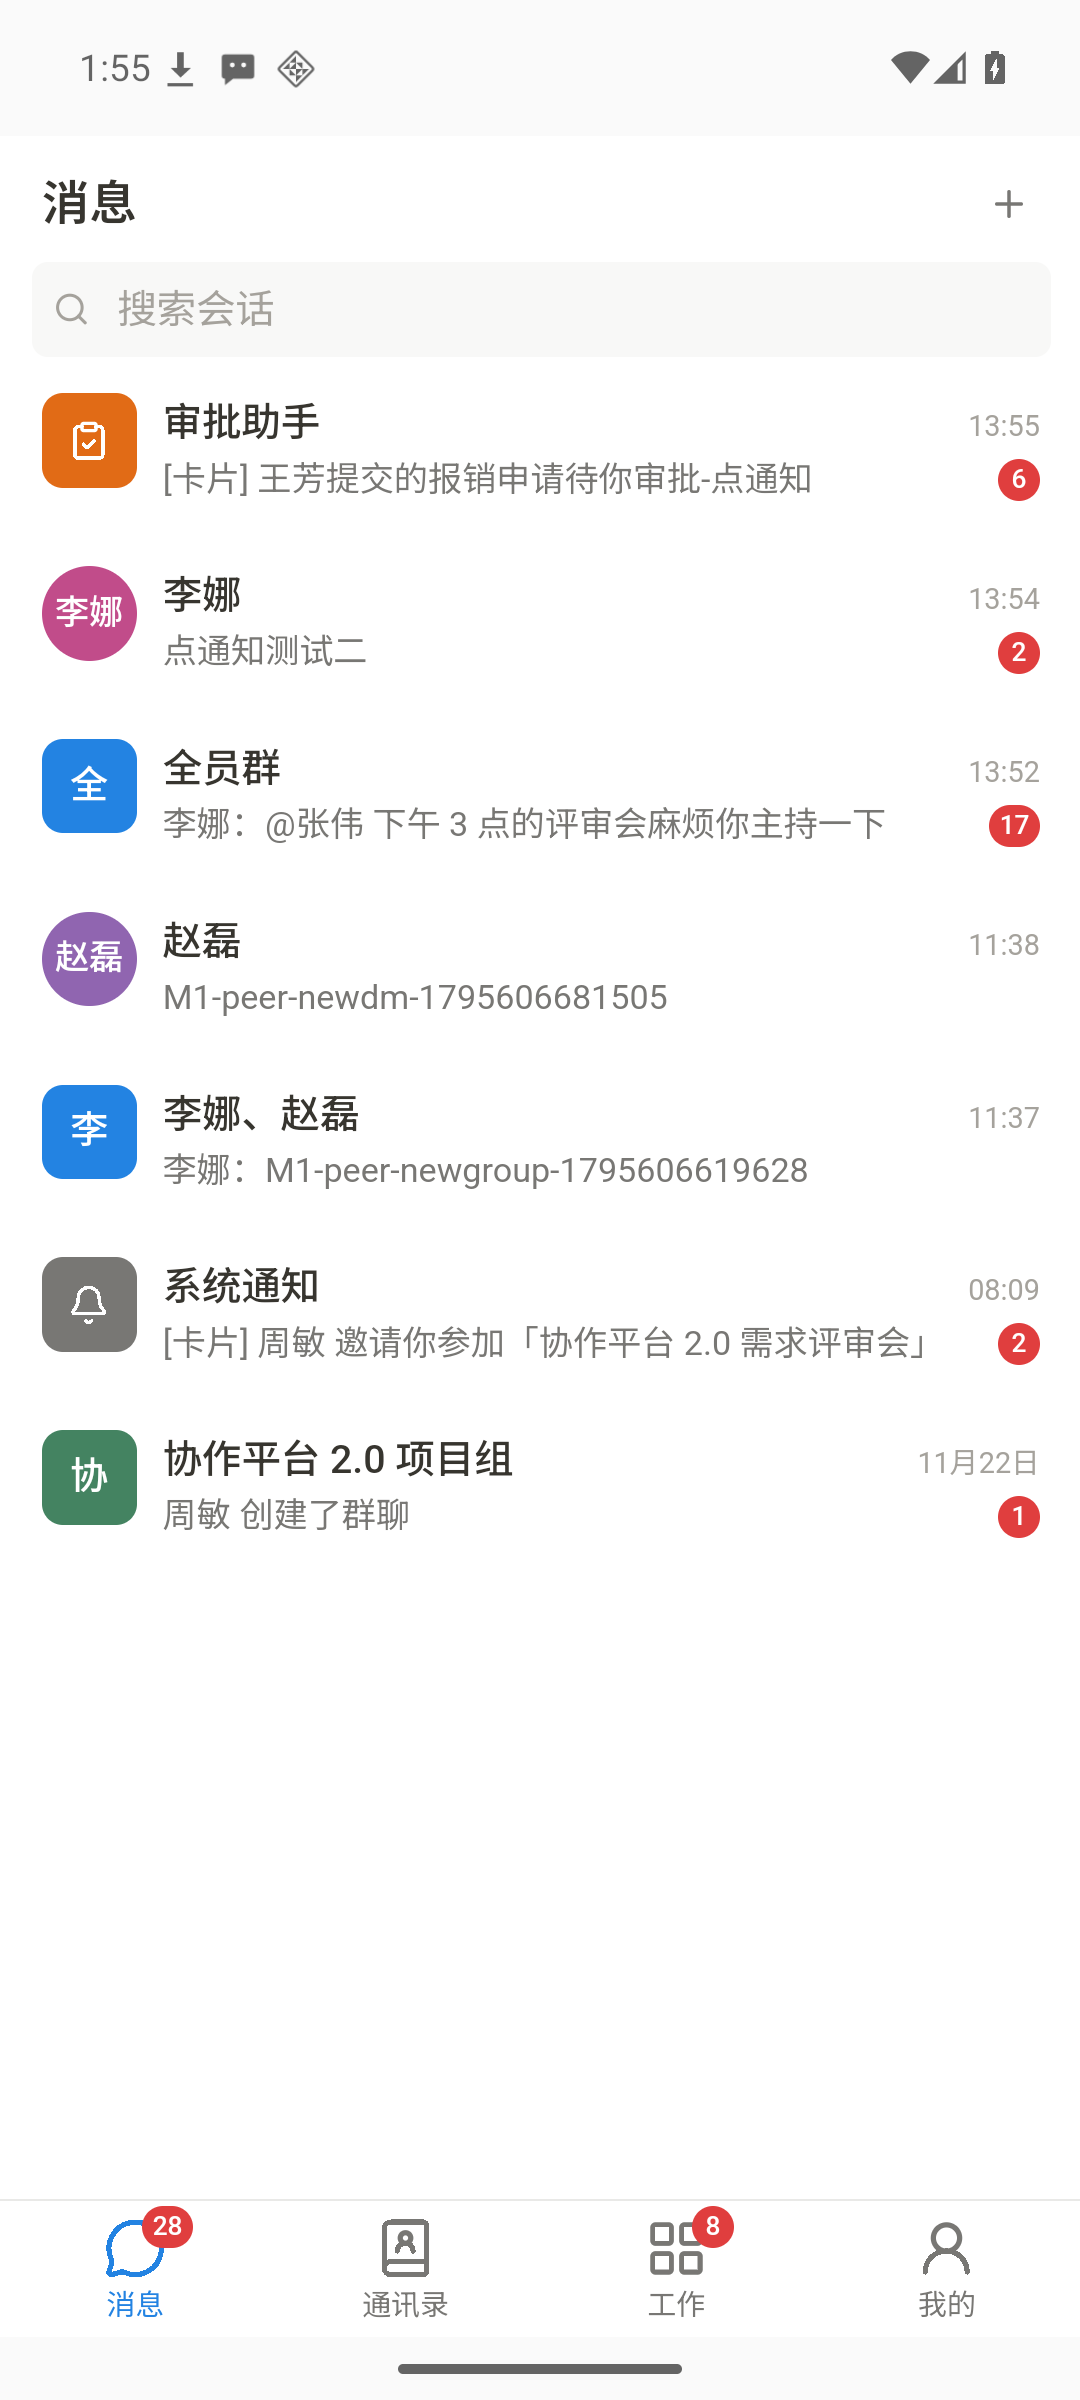 1:55
消息
搜索会话
审批助手
13:55
[卡片] 王芳提交的报销申请待你审批-点通知
6
李娜
李娜
13:54
点通知测试二
2
全
全员群
13:52
李娜：@张伟 下午 3 点的评审会麻烦你主持一下
17
赵磊
赵磊
11:38
M1-peer-newdm-1795606681505
李
李娜、赵磊
11:37
李娜：M1-peer-newgroup-1795606619628
系统通知
08:09
[卡片] 周敏 邀请你参加「协作平台 2.0 需求评审会」
2
协
协作平台 2.0 项目组
11月22日
周敏 创建了群聊
1
28
8
消息
通讯录
工作
我的